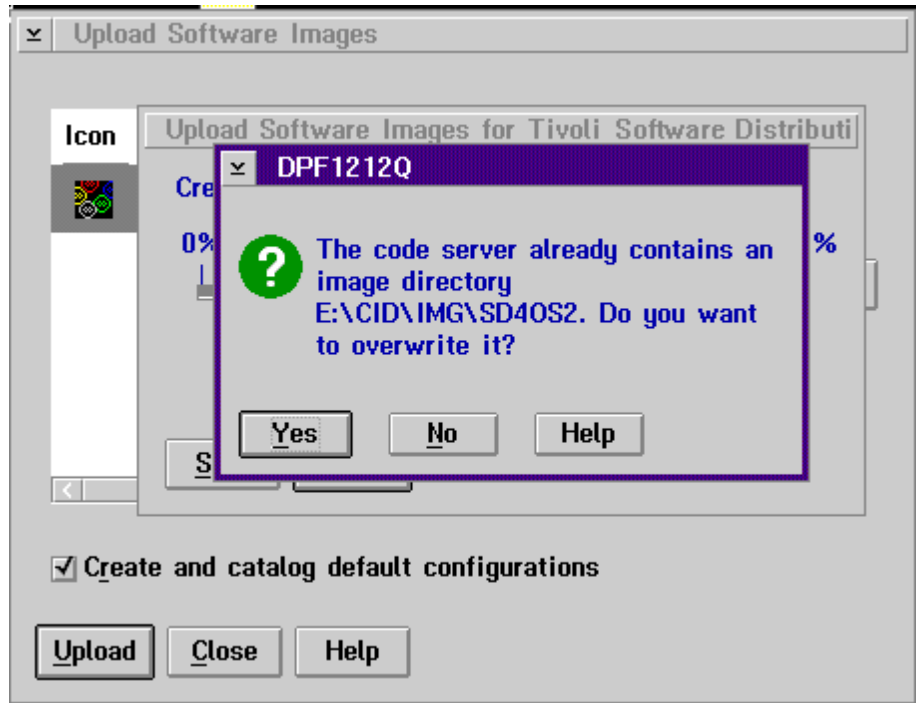 Upload Software Images
Icon
Upload Software Images for Tivoli Software Distributi
DPF1212Q
Cre
0%
%
The code server already contains an
image directory
E:\CID\IMG\SD4OS2. Do you want
to overwrite it?
Yes No Help
S
Create and catalog default configurations
Upload Close Help